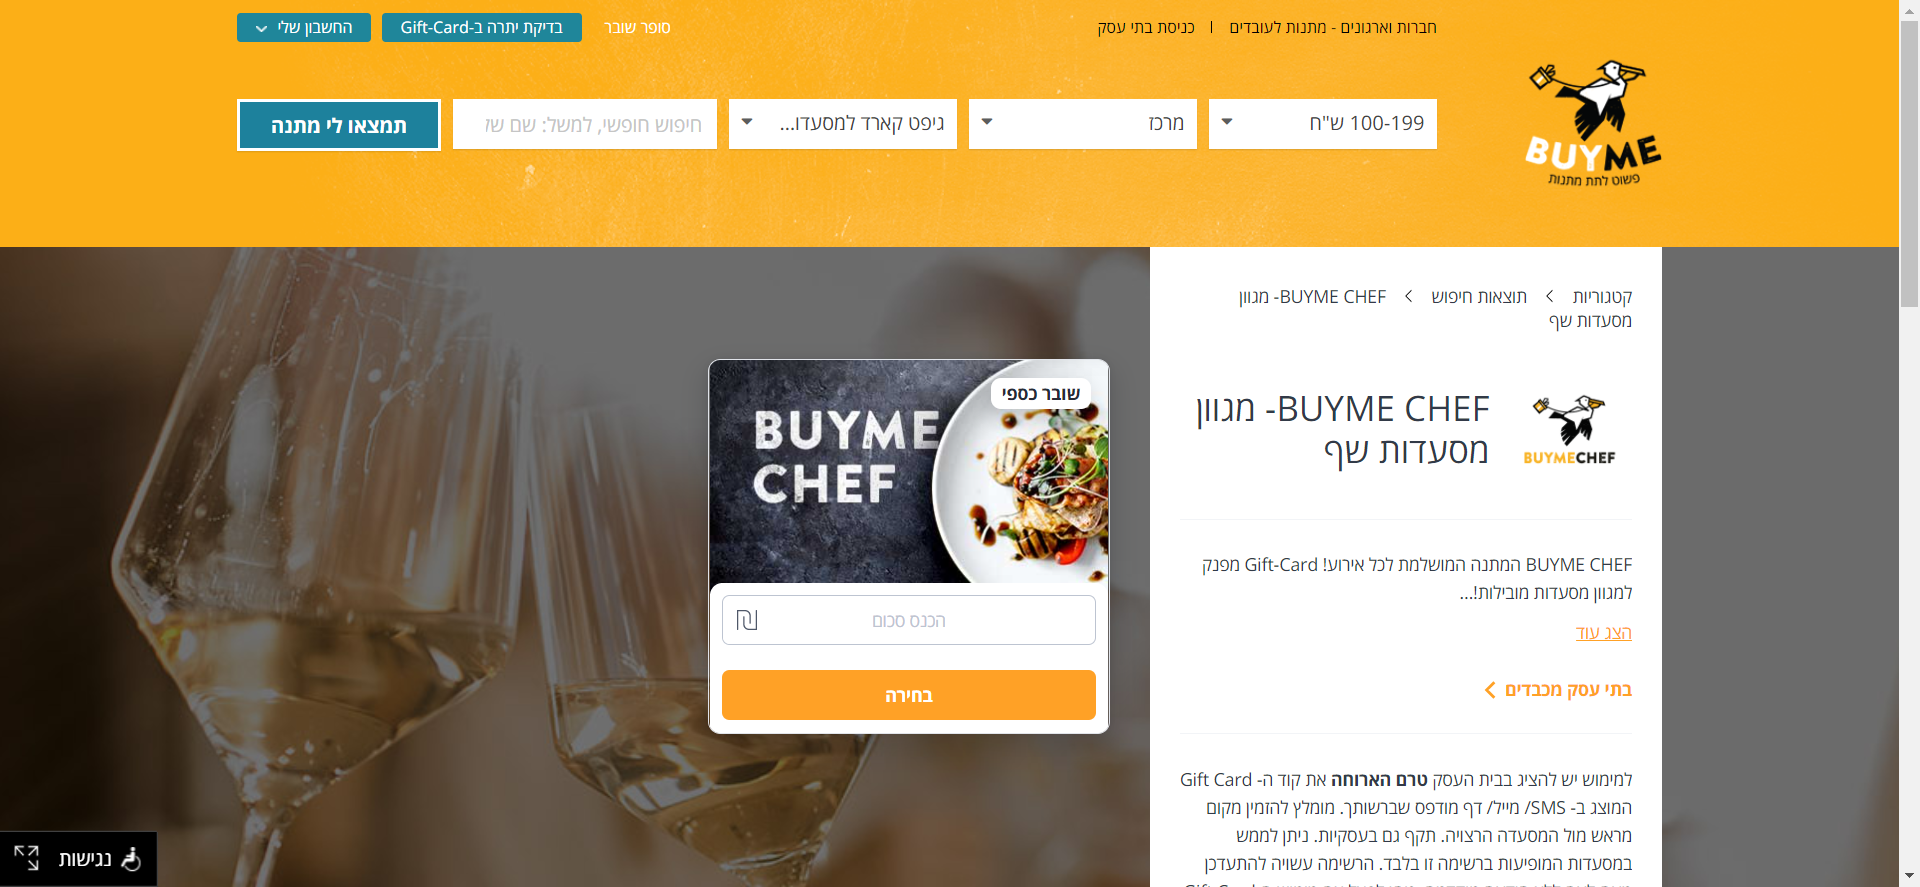 חברות וארגונים - מתנות לעובדים | כניסת בתי עסק
סופר שובר
בדיקת יתרה ב-Gift-Card
החשבון שלי
BUYME
פשוט לתת מתנות
100-199 ש"ח
מרכז
גיפט קארד למסעדו...
חיפוש חופשי, למשל: שם של
תמצאו לי מתנה
קטגוריות > תוצאות חיפוש > BUYME CHEF- מגוון
מסעדות שף
BUYMECHEF
BUYME CHEF- מגוון
מסעדות שף
BUYME CHEF המתנה המושלמת לכל אירוע! Gift-Card מפנק
למגוון מסעדות מובילות!...
הצג עוד
בתי עסק מכבדים
למימוש יש להציג בבית העסק טרם הארוחה את קוד ה- Gift Card
המוצג ב- SMS/ מייל/ דף מודפס שברשותך. מומלץ להזמין מקום
מראש מול המסעדה הרצויה. תקף גם בעסקיות. ניתן לממש
במסעדות המופיעות ברשימה זו בלבד. הרשימה עשויה להתעדכן
שובר כספי
BUYME
CHEF
הכנס סכום
₪
בחירה
נגישות